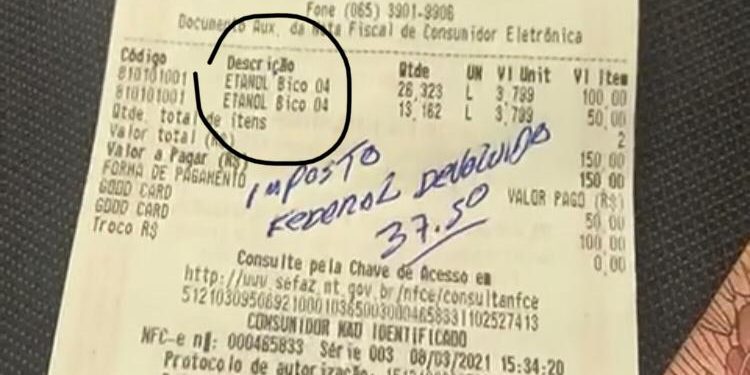 Fone (065) 3901-9906
Documento Aux. da Nota Fiscal de Consumidor Eletrônica
Código Descrição Qtde UN Vl Unit Vl Item
810101001 ETANOL Bico 04 26,323 L 3,799 100,00
810101001 ETANOL Bico 04 13,162 L 3,799 50,00
Qtde. total de itens 2
Valor total (R$) 150,00
Valor a Pagar (R$) 150,00
FORMA DE PAGAMENTO VALOR PAGO (R$)
GOOD CARD 50,00
GOOD CARD 100,00
Troco R$ 0,00
IMPOSTO
FEDERAL DEVOLVIDO
37.50
Consulte pela Chave de Acesso em
http://www.sefaz.mt.gov.br/nfce/consultanfce
CONSUMIDOR NAO IDENTIFICADO
NFC-e nº: 000465833 Série 003 08/03/2021 15:34:20
Protocolo de autorização: